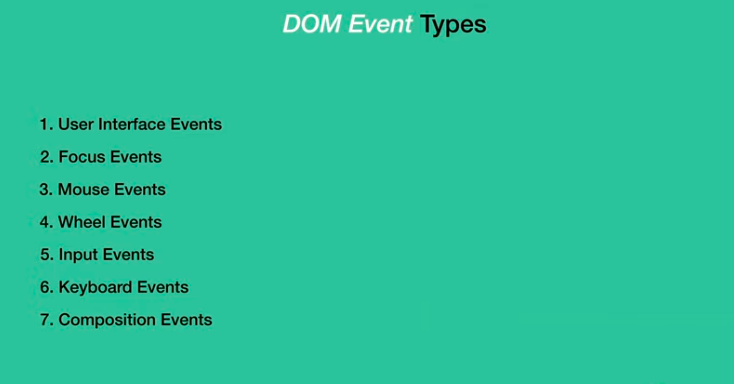 DOM Event Types
1. User Interface Events
2. Focus Events
3. Mouse Events
4. Wheel Events
5. Input Events
6. Keyboard Events
7. Composition Events